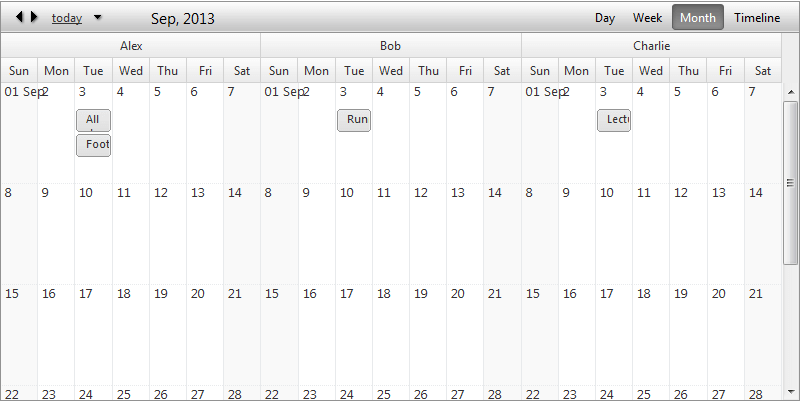 today Sep, 2013 Day Week Month Timeline
Alex Bob Charlie
Sun Mon Tue Wed Thu Fri Sat Sun Mon Tue Wed Thu Fri Sat Sun Mon Tue Wed Thu Fri Sat
01 Sep 2 3 4 5 6 7 01 Sep 2 3 4 5 6 7 01 Sep 2 3 4 5 6 7
All Run Lect
Foot
8 9 10 11 12 13 14 8 9 10 11 12 13 14 8 9 10 11 12 13 14
15 16 17 18 19 20 21 15 16 17 18 19 20 21 15 16 17 18 19 20 21
22 23 24 25 26 27 28 22 23 24 25 26 27 28 22 23 24 25 26 27 28